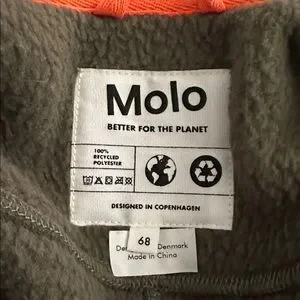 Molo
BETTER FOR THE PLANET
100%
RECYCLED
POLYESTER
DESIGNED IN COPENHAGEN
68
Denmark
Made in China